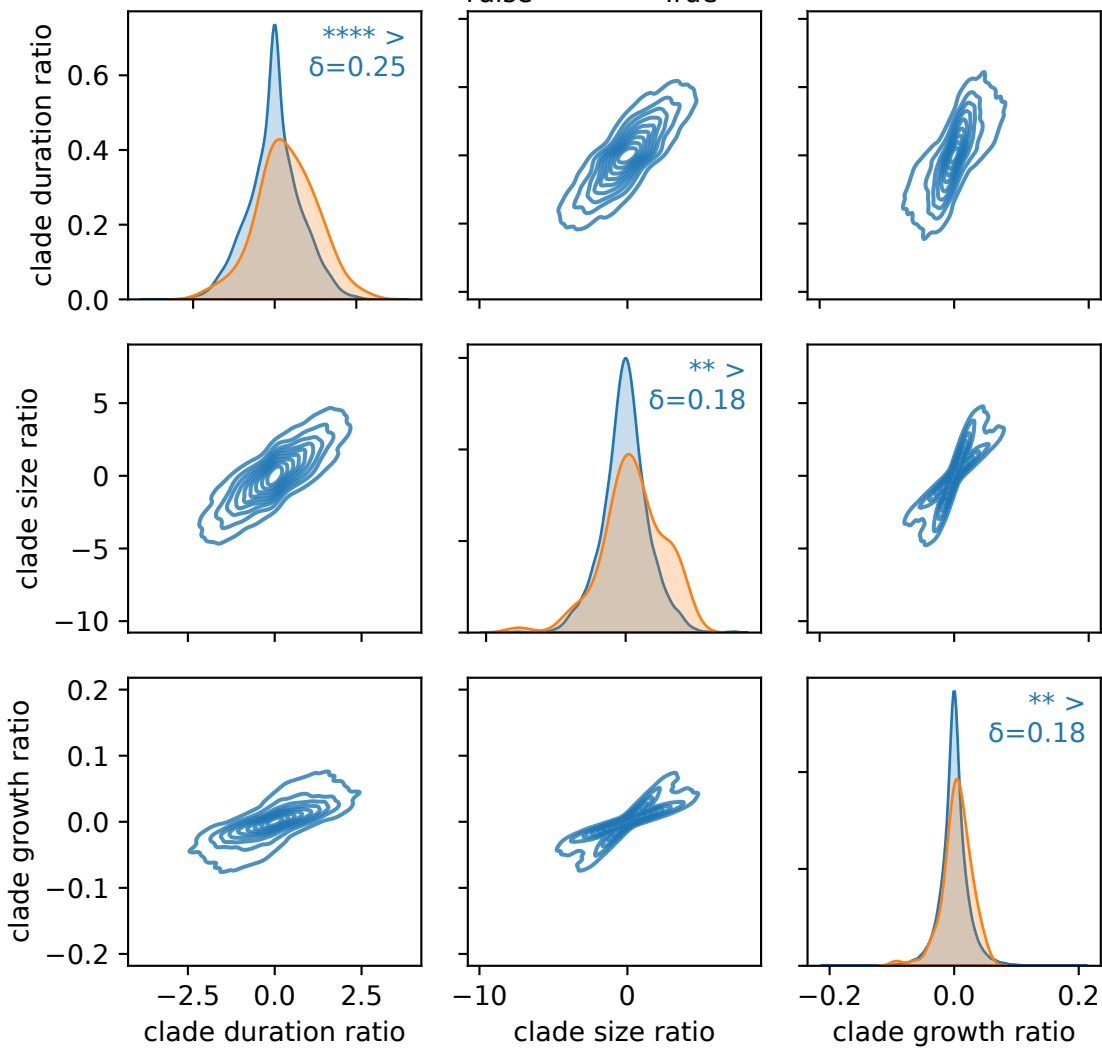 True
clade duration ratio
0.6
0.4
0.2
0.0
**** >
δ=0.25
clade size ratio
5
0
−5
−10
** >
δ=0.18
clade growth ratio
0.2
0.1
0.0
−0.1
−0.2
** >
δ=0.18
−2.5 0.0 2.5
−10 0
−0.2 0.0 0.2
clade duration ratio
clade size ratio
clade growth ratio